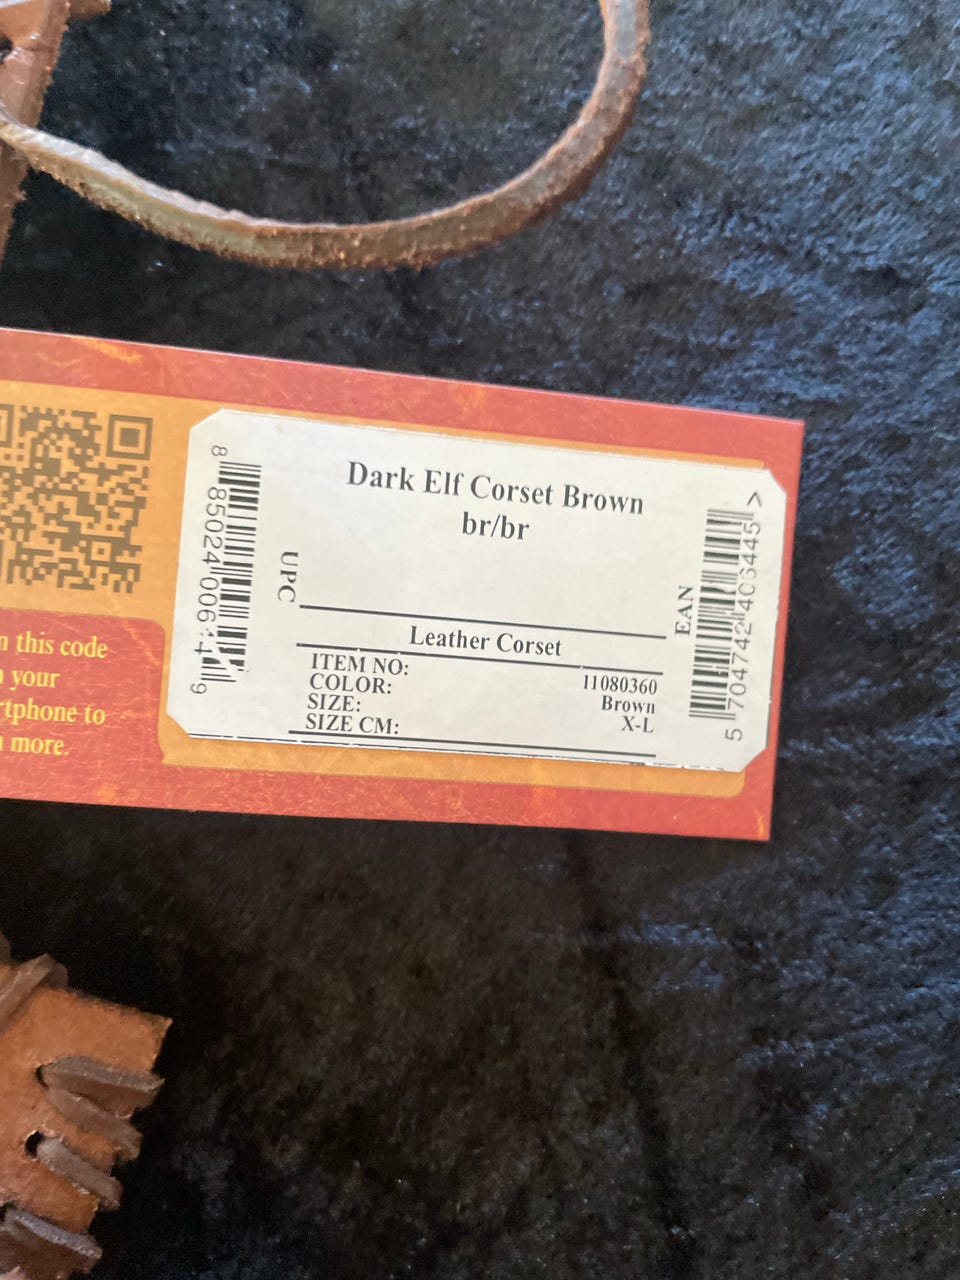 n this code
your
rtphone to
more.
Dark Elf Corset Brown
br/br
UPC
Leather Corset
ITEM NO: 11080360
COLOR: Brown
SIZE: X-L
SIZE CM:
EAN